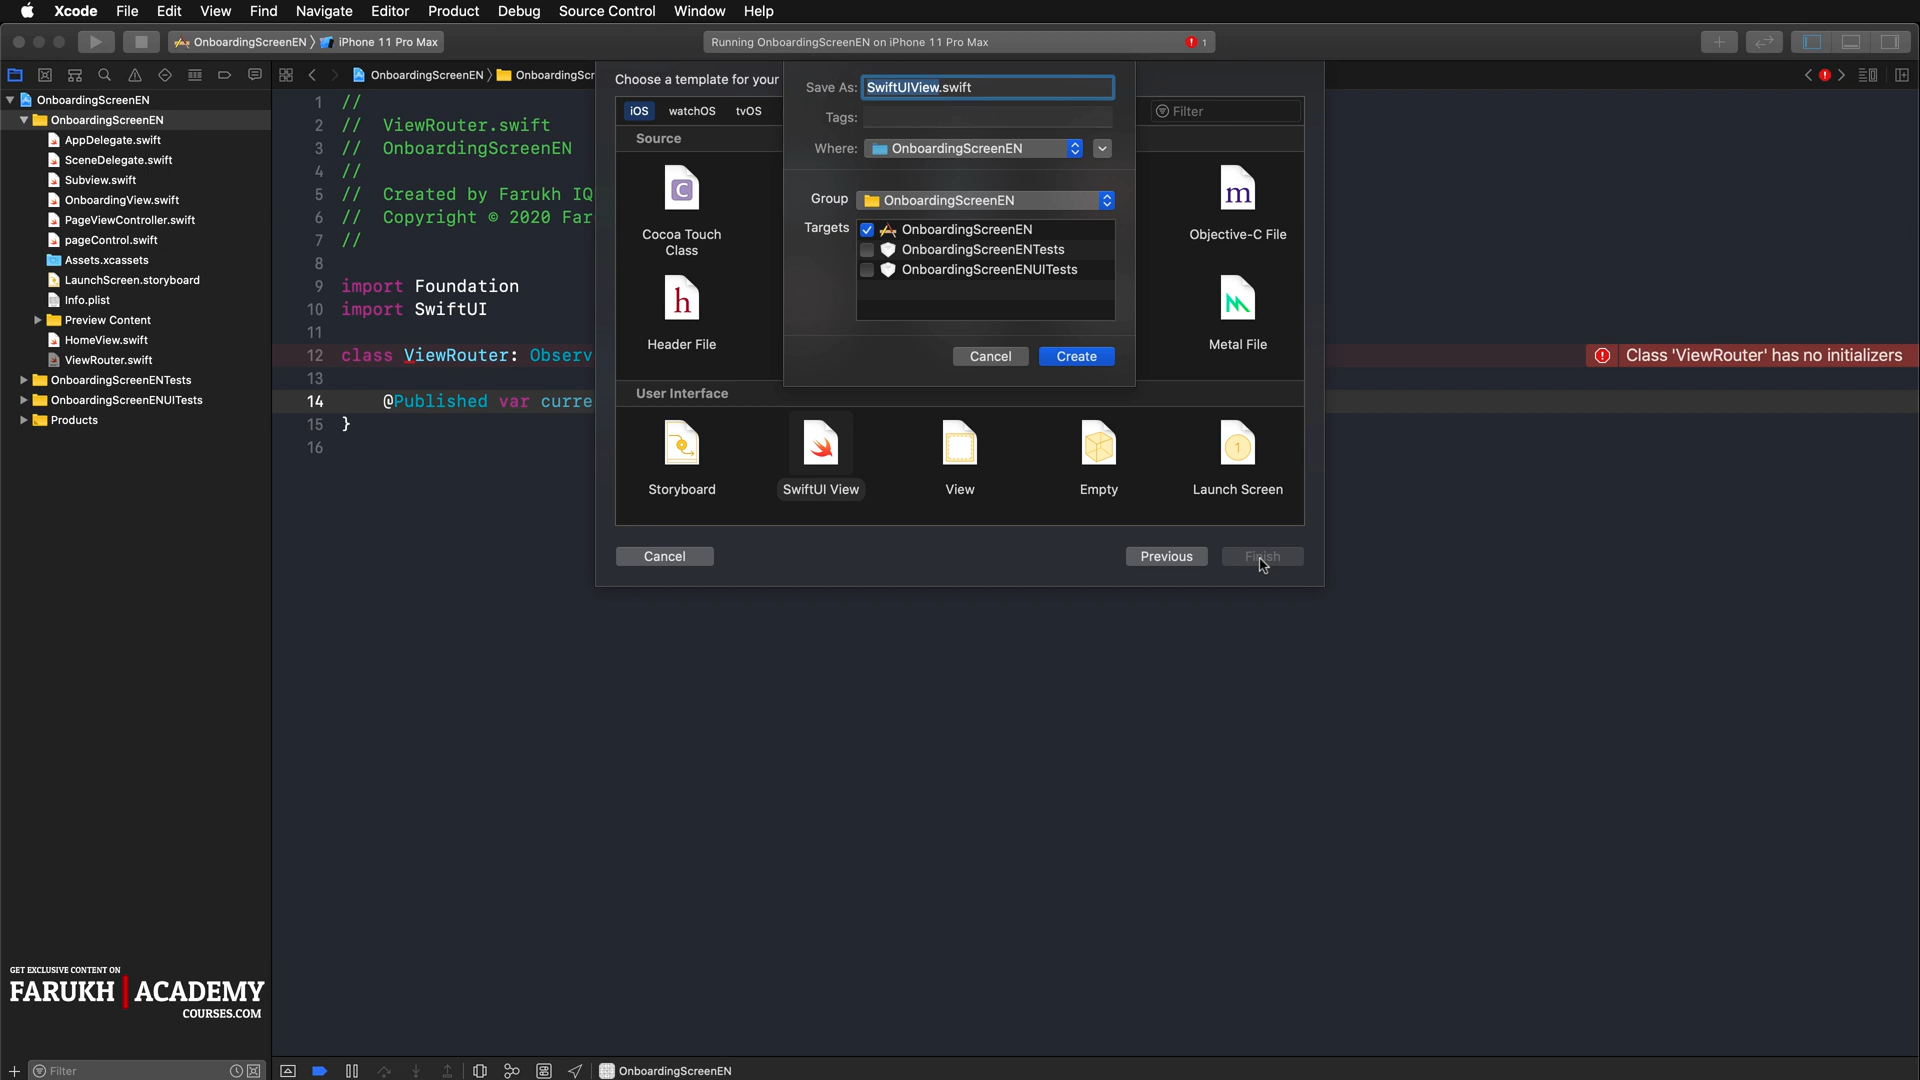 Xcode File Edit View Find Navigate Editor Product Debug Source Control Window Help
OnboardingScreenEN iPhone 11 Pro Max
Running OnboardingScreenEN on iPhone 11 Pro Max
1
OnboardingScreenEN OnboardingScr
OnboardingScreenEN
OnboardingScreenEN
AppDelegate.swift
SceneDelegate.swift
Subview.swift
OnboardingView.swift
PageViewController.swift
pageControl.swift
Assets.xcassets
LaunchScreen.storyboard
Info.plist
Preview Content
HomeView.swift
ViewRouter.swift
OnboardingScreenENTests
OnboardingScreenENUITests
Products
1 //
2 // ViewRouter.swift
3 // OnboardingScreenEN
4 //
5 // Created by Farukh IQ
6 // Copyright © 2020 Far
7 //
8
9 import Foundation
10 import SwiftUI
11
12 class ViewRouter: Observ
13
14 @Published var curre
15 }
16
Class 'ViewRouter' has no initializers
Choose a template for your
iOS watchOS tvOS
Filter
Source
Cocoa Touch
Class
Objective-C File
Header File
Metal File
User Interface
Storyboard
SwiftUI View
View
Empty
1
Launch Screen
Cancel
Previous
Finish
Save As: SwiftUIView.swift
Tags:
Where: OnboardingScreenEN
Group OnboardingScreenEN
Targets OnboardingScreenEN
OnboardingScreenENTests
OnboardingScreenENUITests
Cancel
Create
C
m
h
GET EXCLUSIVE CONTENT ON
FARUKH ACADEMY
COURSES.COM
Filter
OnboardingScreenEN